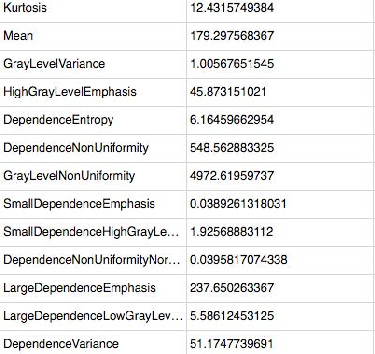 Kurtosis 12.4315749384
Mean 179.297568367
GrayLevelVariance 1.00567651545
HighGrayLevelEmphasis 45.873151021
DependenceEntropy 6.16459662954
DependenceNonUniformity 548.562883325
GrayLevelNonUniformity 4972.61959737
SmallDependenceEmphasis 0.0389261318031
SmallDependenceHighGrayLe... 1.92568883112
DependenceNonUniformityNor... 0.0395817074338
LargeDependenceEmphasis 237.650263367
LargeDependenceLowGrayLev... 5.58612453125
DependenceVariance 51.1747739691